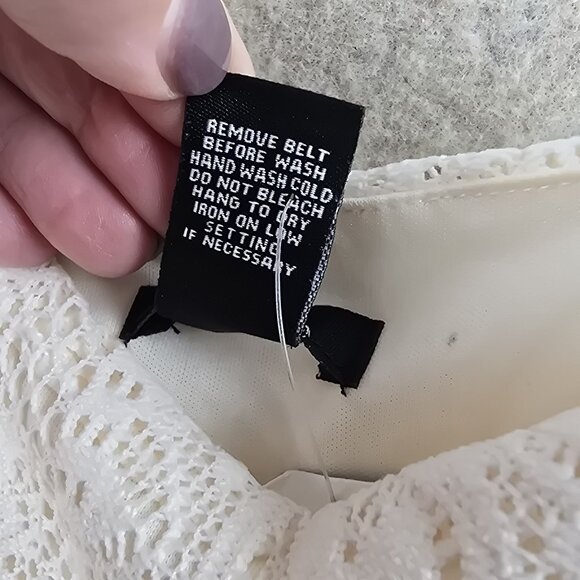 REMOVE BELT
BEFORE WASH
HAND WASH COLD
DO NOT BLEACH
HANG TO DRY
IRON ON LOW
SETTING
IF NECESSARY